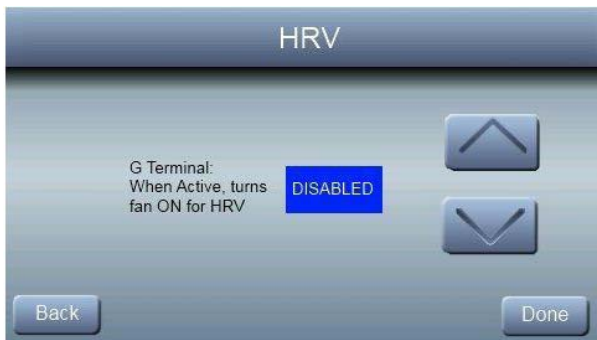 HRV
G Terminal:
When Active, turns
fan ON for HRV
DISABLED
Back
Done